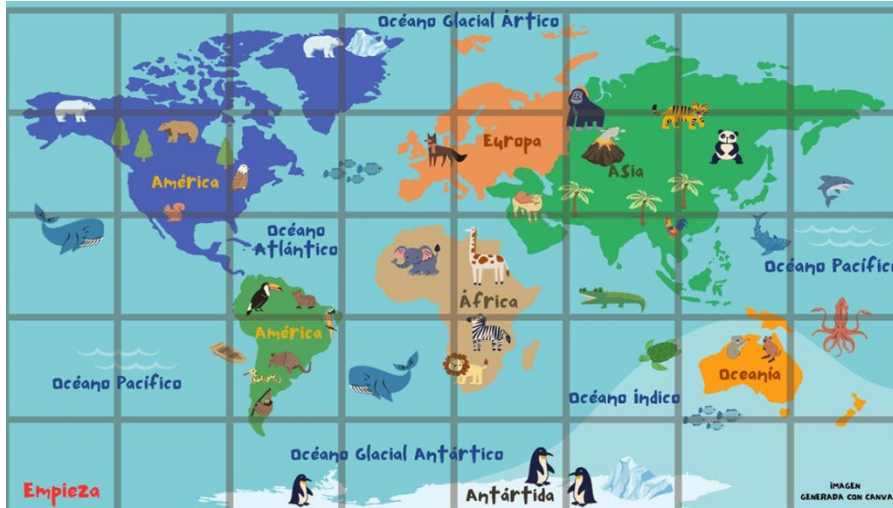 Océano Glacial Ártico
Europa
Asia
América
Océano
Atlántico
Océano Pacífico
África
América
Océano Pacífico
Océano Índico
Oceanía
Océano Glacial Antártico
Antártida
Empieza
IMAGEN
GENERADA CON CANVA